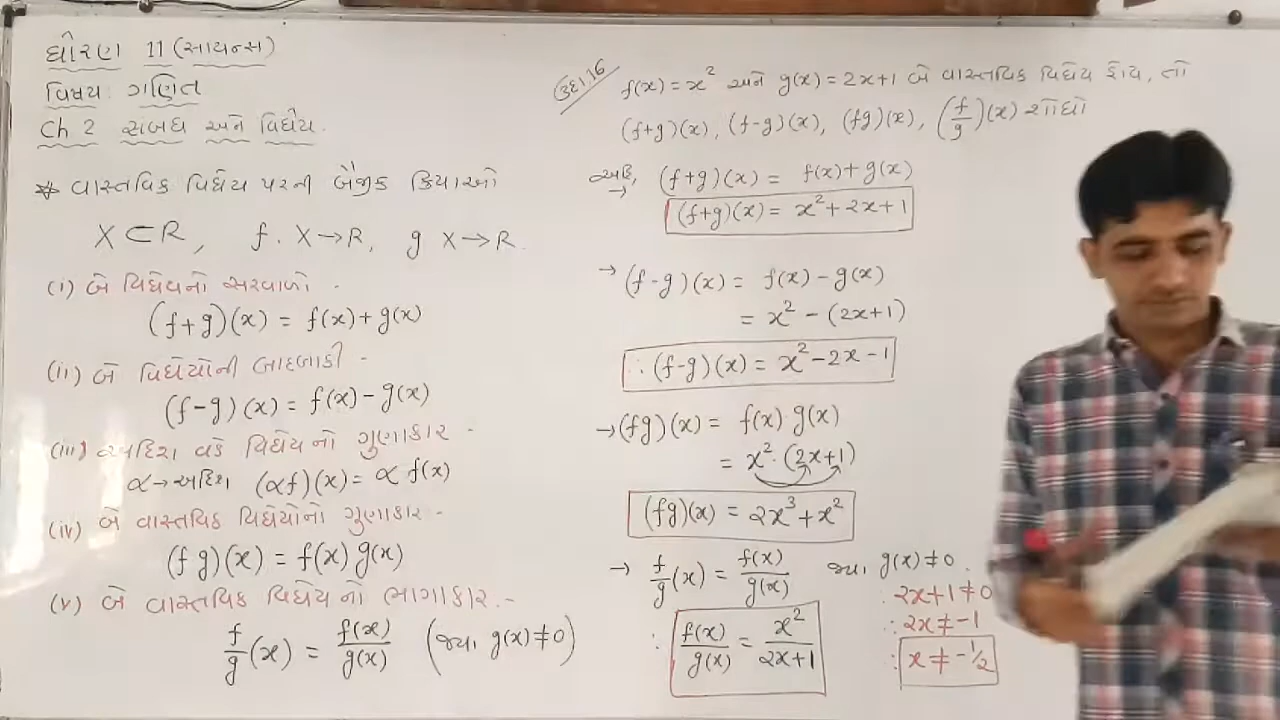 ધોરણ 11 (સાયન્સ)
વિષય: ગણિત
Ch 2 સંબંધ અને વિધેય.
* વાસ્તવિક વિધેય પરની બૈજીક ક્રિયાઓ
X⊂R, f: X→R, g: X→R.
(i) બે વિધેયનો સરવાળો -
(f+g)(x) = f(x)+g(x)
(ii) બે વિધેયોની બાદબાકી -
(f-g)(x) = f(x)-g(x)
(iii) અદિશ વડે વિધેયનો ગુણાકાર -
α→અદિશ (αf)(x) = α f(x)
(iv) બે વાસ્તવિક વિધેયોનો ગુણાકાર -
(fg)(x) = f(x) g(x)
(v) બે વાસ્તવિક વિધેયનો ભાગાકાર -
f/g (x) = f(x)/g(x) (જ્યાં g(x)≠0)
ઉદા.16 f(x)=x² અને g(x)=2x+1 બે વાસ્તવિક વિધેય હોય, તો
(f+g)(x), (f-g)(x), (fg)(x), (f/g)(x) શોધો
અહીં,
→ (f+g)(x) = f(x)+g(x)
(f+g)(x) = x²+2x+1
→ (f-g)(x) = f(x)-g(x)
= x² - (2x+1)
∴ (f-g)(x) = x²-2x-1
→ (fg)(x) = f(x)·g(x)
= x²·(2x+1)
(fg)(x) = 2x³+x²
→ f/g (x) = f(x)/g(x) જ્યાં g(x)≠0.
∴ 2x+1≠0
∴ 2x≠-1
∴ f(x)/g(x) = x²/2x+1 ∴ x≠-1/2